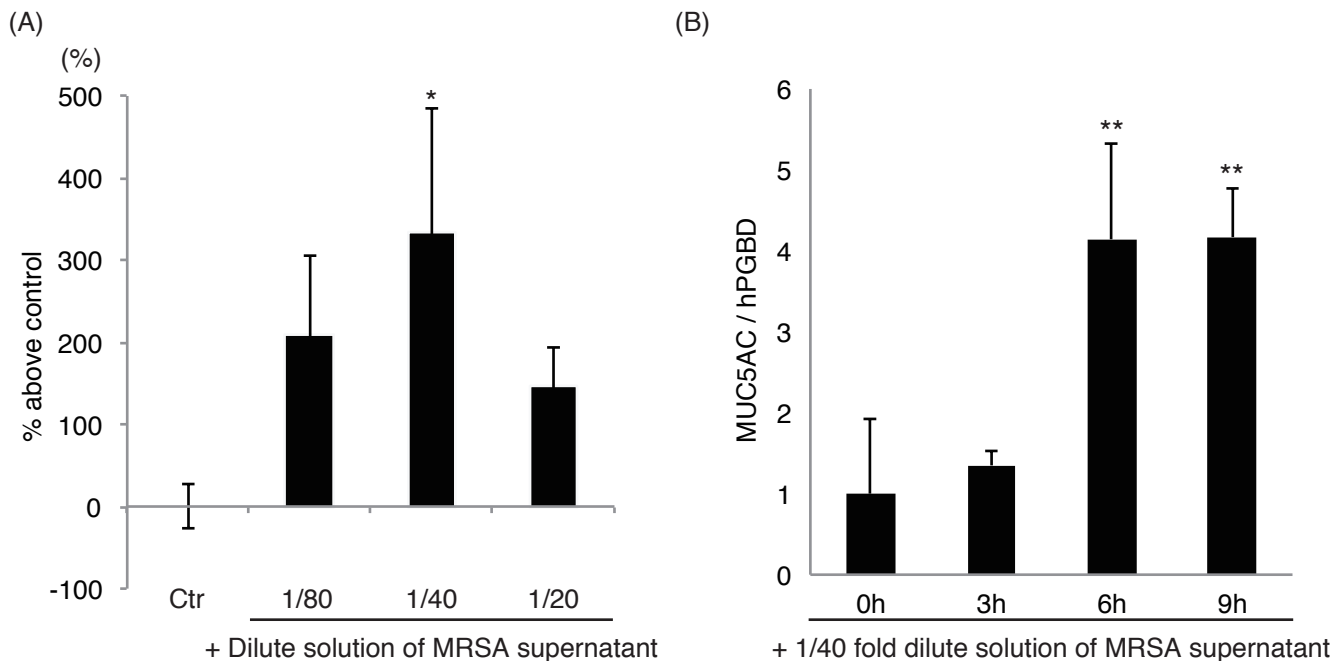 (A)
(%)
500
400
300
200
100
0
-100
% above control
*
Ctr
1/80
1/40
1/20
+ Dilute solution of MRSA supernatant
(B)
6
5
4
3
2
1
0
MUC5AC / hPGBD
**
**
0h
3h
6h
9h
+ 1/40 fold dilute solution of MRSA supernatant